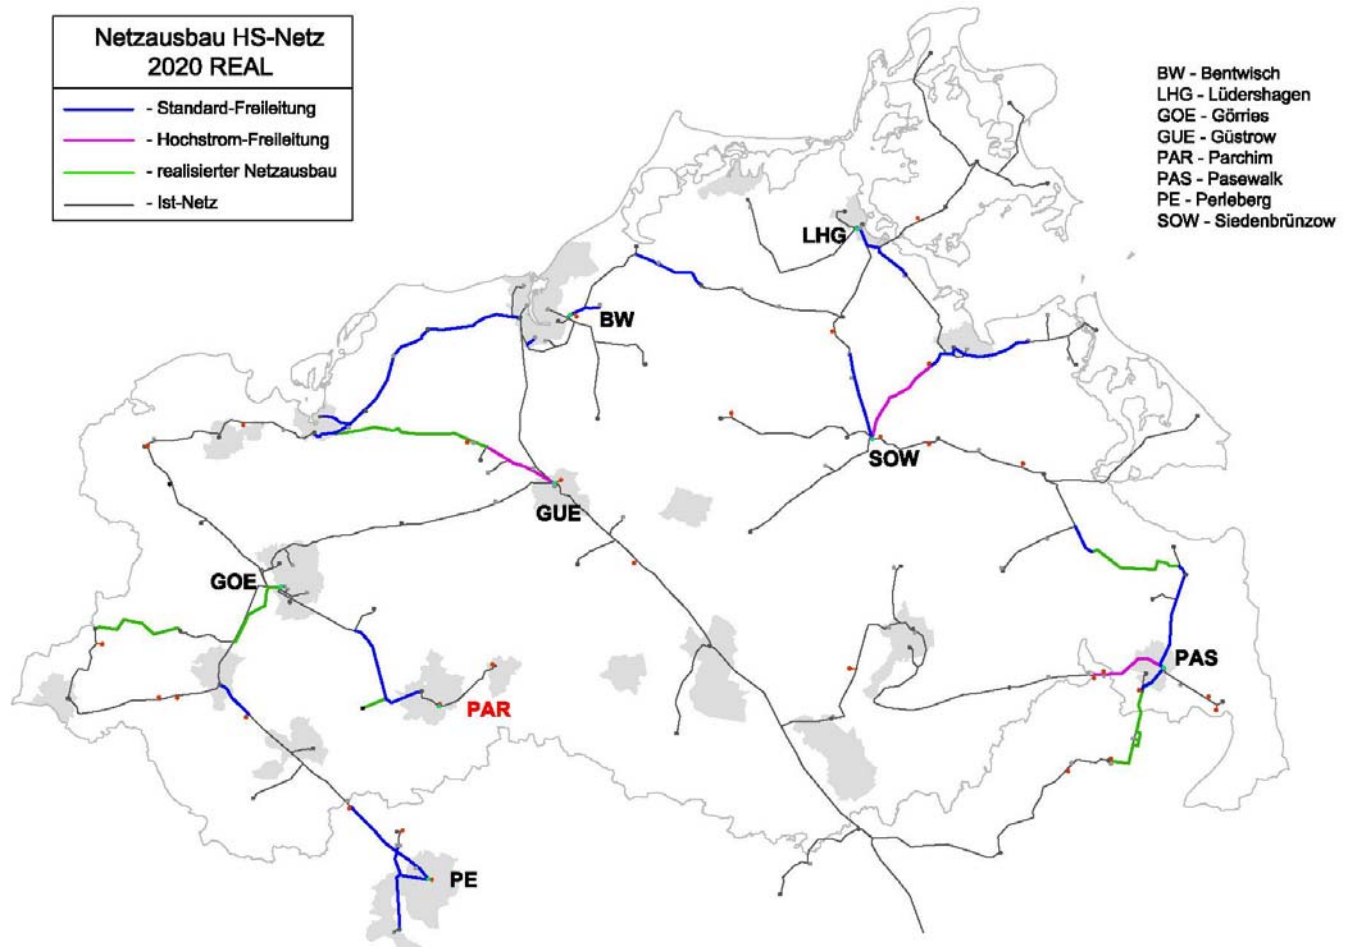 Netzausbau HS-Netz
2020 REAL
- Standard-Freileitung
- Hochstrom-Freileitung
- realisierter Netzausbau
- Ist-Netz
BW - Bentwisch
LHG - Lüdershagen
GOE - Görries
GUE - Güstrow
PAR - Parchim
PAS - Pasewalk
PE - Perleberg
SOW - Siedenbrünzow
LHG
BW
SOW
GUE
GOE
PAS
PAR
PE